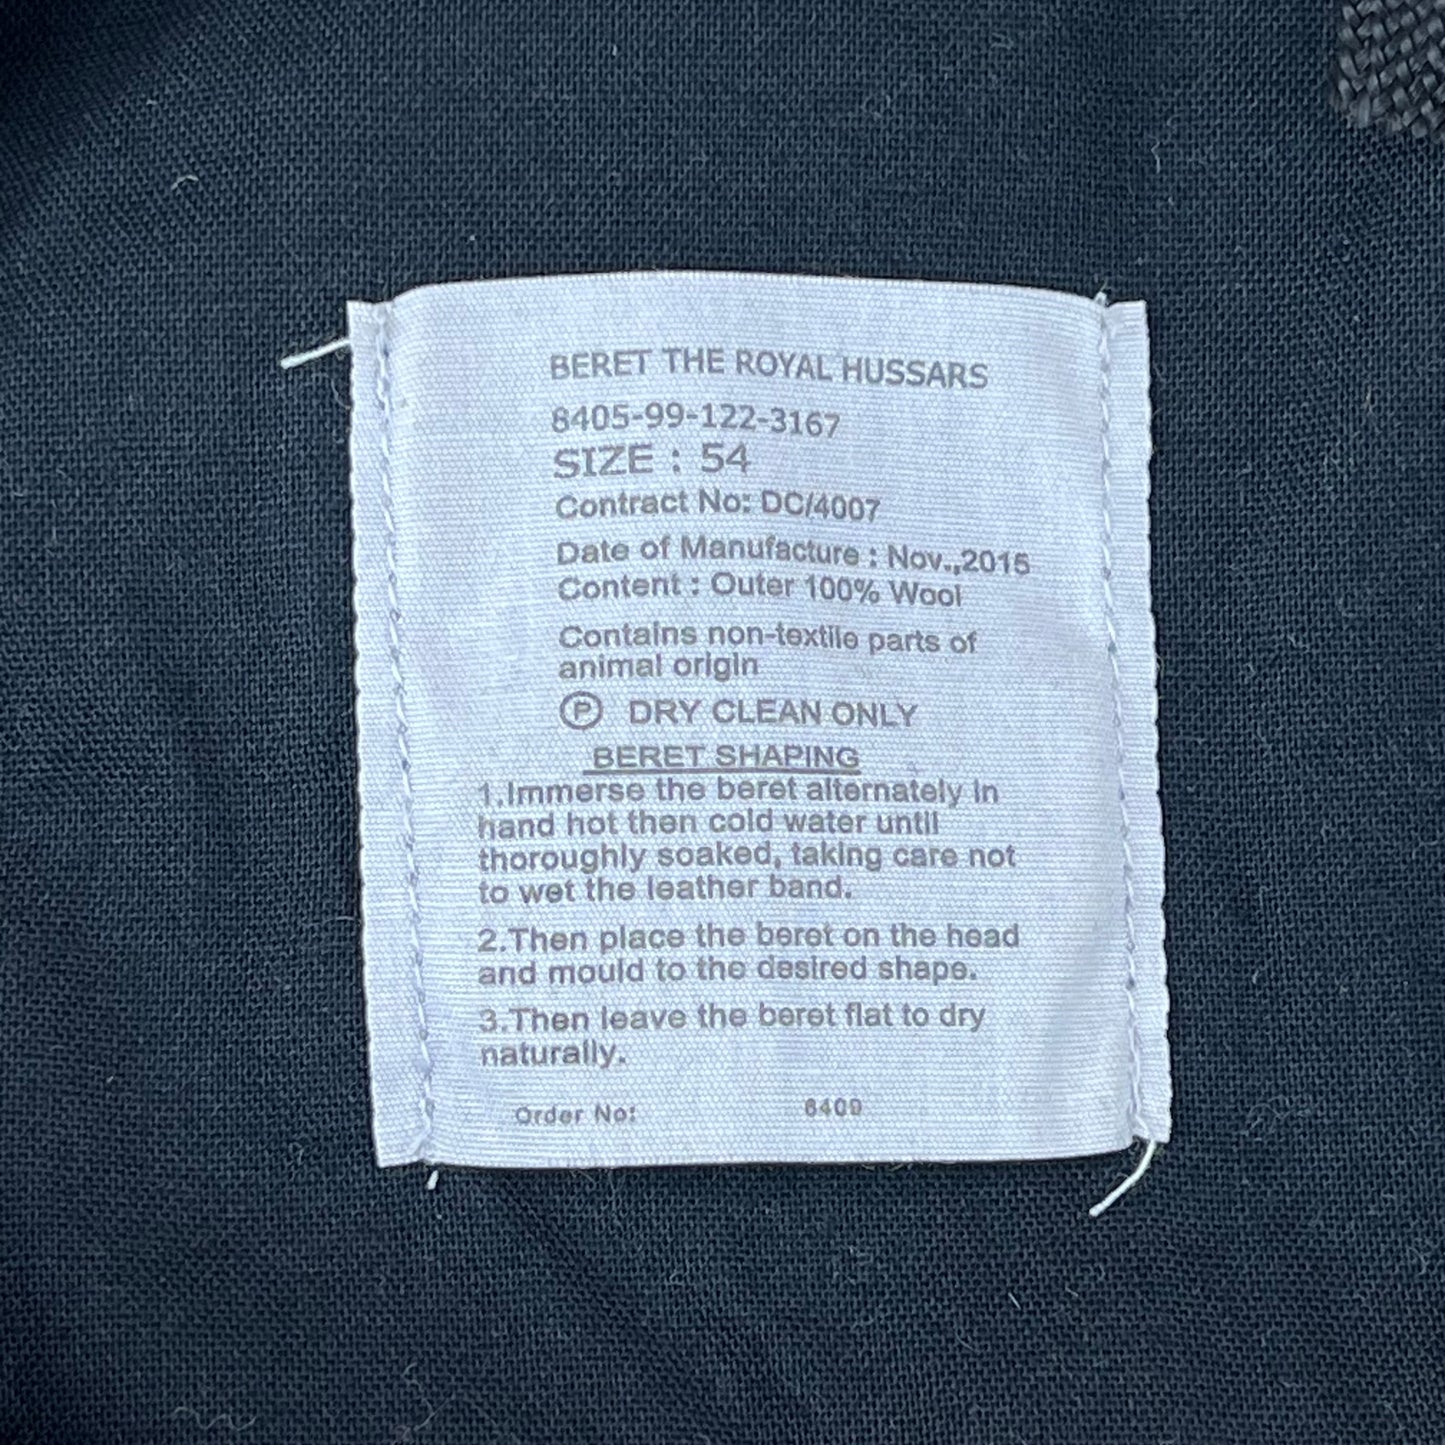 BERET THE ROYAL HUSSARS
8405-99-122-3167
SIZE : 54
Contract No: DC/4007
Date of Manufacture : Nov.,2015
Content : Outer 100% Wool
Contains non-textile parts of
animal origin
Ⓟ DRY CLEAN ONLY
BERET SHAPING
1.Immerse the beret alternately in
hand hot then cold water until
thoroughly soaked, taking care not
to wet the leather band.
2.Then place the beret on the head
and mould to the desired shape.
3.Then leave the beret flat to dry
naturally.
Order No: